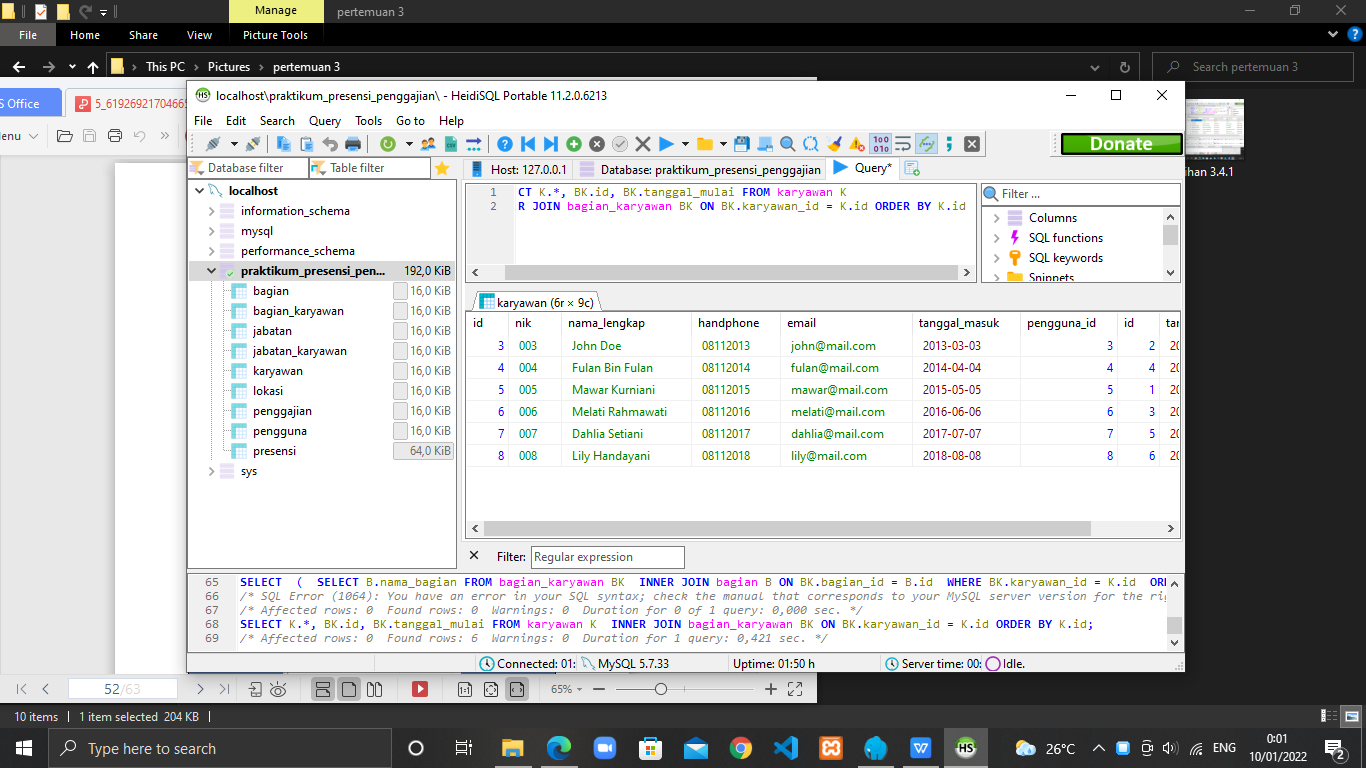 Manage
pertemuan 3
File Home Share View Picture Tools
This PC Pictures pertemuan 3
Search pertemuan 3
S Office
5_61926921704665
enu
ihan 3.4.1
localhost\praktikum_presensi_penggajian\ - HeidiSQL Portable 11.2.0.6213
File Edit Search Query Tools Go to Help
Donate
Database filter Table filter
Host: 127.0.0.1 Database: praktikum_presensi_penggajian Query*
localhost
information_schema
mysql
performance_schema
praktikum_presensi_pen... 192,0 KiB
bagian 16,0 KiB
bagian_karyawan 16,0 KiB
jabatan 16,0 KiB
jabatan_karyawan 16,0 KiB
karyawan 16,0 KiB
lokasi 16,0 KiB
penggajian 16,0 KiB
pengguna 16,0 KiB
presensi 64,0 KiB
sys
1 CT K.*, BK.id, BK.tanggal_mulai FROM karyawan K
2 R JOIN bagian_karyawan BK ON BK.karyawan_id = K.id ORDER BY K.id
Filter ...
Columns
SQL functions
SQL keywords
Snippets
karyawan (6r × 9c)
id nik nama_lengkap handphone email tanggal_masuk pengguna_id id tar
3 003 John Doe 08112013 john@mail.com 2013-03-03 3 2 20
4 004 Fulan Bin Fulan 08112014 fulan@mail.com 2014-04-04 4 4 20
5 005 Mawar Kurniani 08112015 mawar@mail.com 2015-05-05 5 1 20
6 006 Melati Rahmawati 08112016 melati@mail.com 2016-06-06 6 3 20
7 007 Dahlia Setiani 08112017 dahlia@mail.com 2017-07-07 7 5 20
8 008 Lily Handayani 08112018 lily@mail.com 2018-08-08 8 6 20
Filter: Regular expression
65 SELECT ( SELECT B.nama_bagian FROM bagian_karyawan BK INNER JOIN bagian B ON BK.bagian_id = B.id WHERE BK.karyawan_id = K.id ORD
66 /* SQL Error (1064): You have an error in your SQL syntax; check the manual that corresponds to your MySQL server version for the rig
67 /* Affected rows: 0 Found rows: 0 Warnings: 0 Duration for 0 of 1 query: 0,000 sec. */
68 SELECT K.*, BK.id, BK.tanggal_mulai FROM karyawan K INNER JOIN bagian_karyawan BK ON BK.karyawan_id = K.id ORDER BY K.id;
69 /* Affected rows: 0 Found rows: 6 Warnings: 0 Duration for 1 query: 0,421 sec. */
Connected: 01: MySQL 5.7.33 Uptime: 01:50 h Server time: 00: Idle.
52/63 65%
10 items 1 item selected 204 KB
Type here to search
26°C ENG 0:01
10/01/2022
2